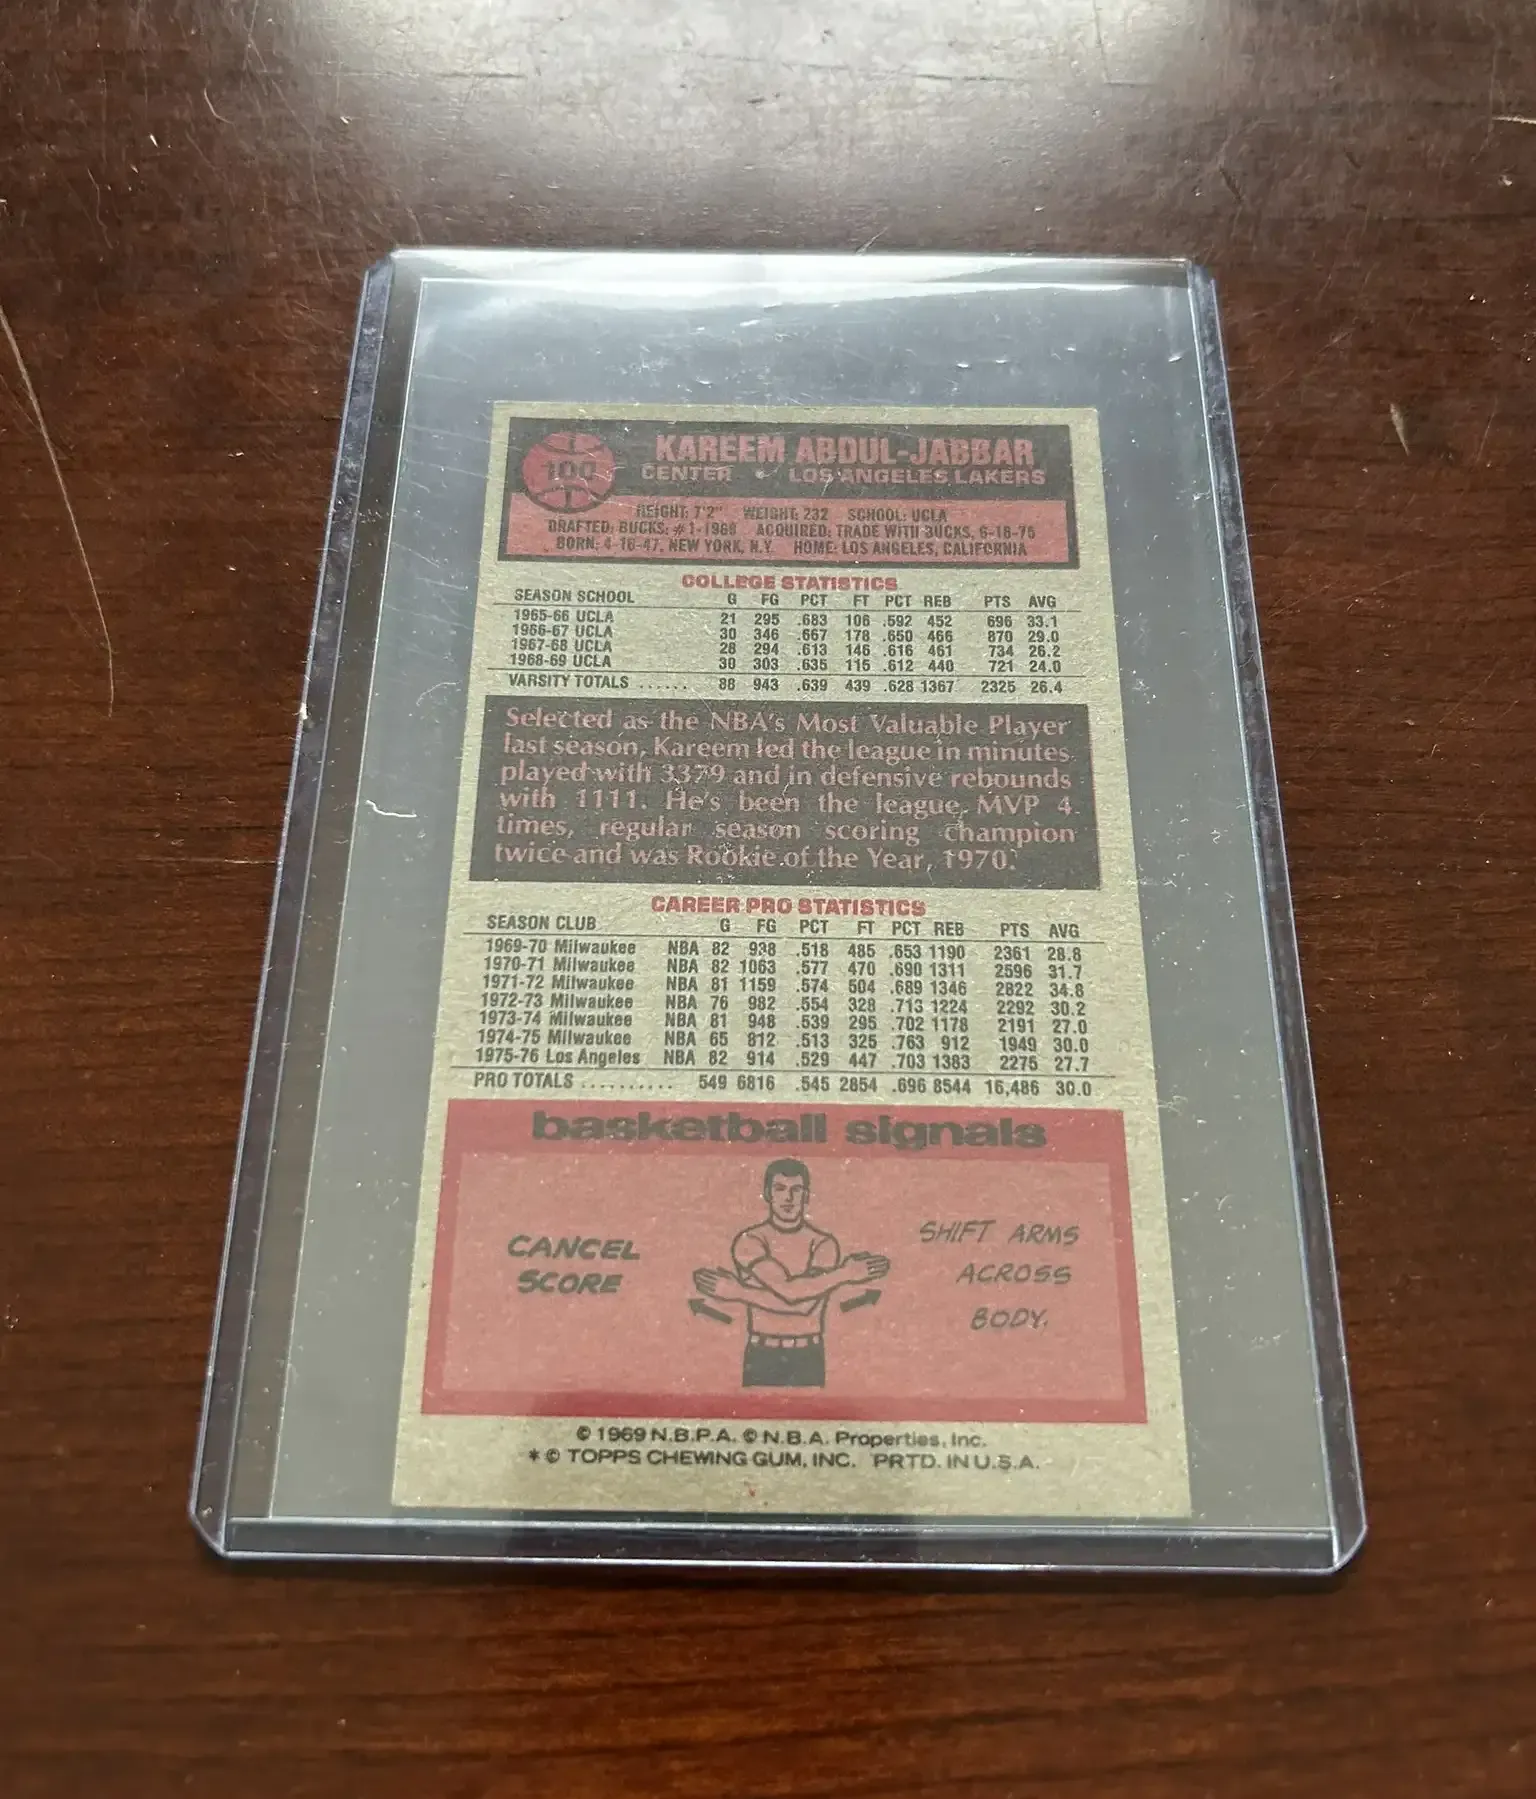 100
KAREEM ABDUL-JABBAR
CENTER • LOS ANGELES LAKERS
HEIGHT: 7'2" WEIGHT: 232 SCHOOL: UCLA
DRAFTED: BUCKS: #1-1969 ACQUIRED: TRADE WITH BUCKS, 6-16-75
BORN: 4-16-47, NEW YORK, N.Y. HOME: LOS ANGELES, CALIFORNIA
COLLEGE STATISTICS
SEASON SCHOOL G FG PCT FT PCT REB PTS AVG
1965-66 UCLA 21 295 .683 106 .592 452 696 33.1
1966-67 UCLA 30 346 .667 178 .650 466 870 29.0
1967-68 UCLA 28 294 .613 146 .616 461 734 26.2
1968-69 UCLA 30 303 .635 115 .612 440 721 24.0
VARSITY TOTALS ...... 88 943 .639 439 .628 1367 2325 26.4
Selected as the NBA's Most Valuable Player
last season, Kareem led the league in minutes
played with 3379 and in defensive rebounds
with 1111. He's been the league MVP 4
times, regular season scoring champion
twice and was Rookie of the Year, 1970.
CAREER PRO STATISTICS
SEASON CLUB G FG PCT FT PCT REB PTS AVG
1969-70 Milwaukee NBA 82 938 .518 485 .653 1190 2361 28.8
1970-71 Milwaukee NBA 82 1063 .577 470 .690 1311 2596 31.7
1971-72 Milwaukee NBA 81 1159 .574 504 .689 1346 2822 34.8
1972-73 Milwaukee NBA 76 982 .554 328 .713 1224 2292 30.2
1973-74 Milwaukee NBA 81 948 .539 295 .702 1178 2191 27.0
1974-75 Milwaukee NBA 65 812 .513 325 .763 912 1949 30.0
1975-76 Los Angeles NBA 82 914 .529 447 .703 1383 2275 27.7
PRO TOTALS .......... 549 6816 .545 2854 .696 8544 16,486 30.0
basketball signals
CANCEL
SCORE
SHIFT ARMS
ACROSS
BODY.
© 1969 N.B.P.A. © N.B.A. Properties, Inc.
* © TOPPS CHEWING GUM, INC. PRTD. IN U.S.A.